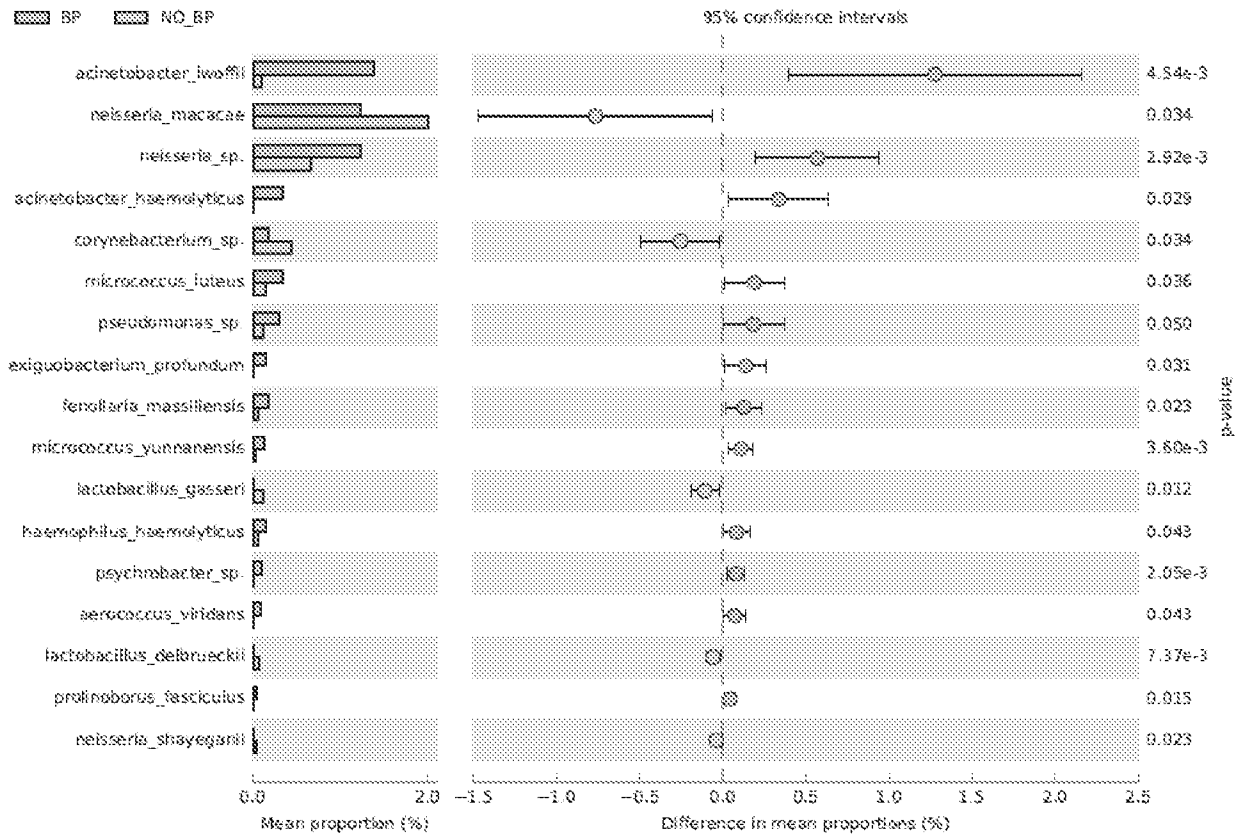 BP NO_BP
95% confidence intervals
acinetobacter_lwoffii 4.54e-3
neisseria_macacae 0.034
neisseria_sp. 2.92e-3
acinetobacter_haemolyticus 0.029
corynebacterium_sp. 0.034
micrococcus_luteus 0.036
pseudomonas_sp. 0.050
exiguobacterium_profundum 0.031
fenollaria_massiliensis 0.023
micrococcus_yunnanensis 3.60e-3
lactobacillus_gasseri 0.012
haemophilus_haemolyticus 0.043
psychrobacter_sp. 2.05e-3
aerococcus_viridans 0.043
lactobacillus_delbrueckii 7.37e-3
prolinoborus_fasciculus 0.015
neisseria_shayeganii 0.023
p-value
0.0 2.0 −1.5 −1.0 −0.5 0.0 0.5 1.0 1.5 2.0 2.5
Mean proportion (%) Difference in mean proportions (%)